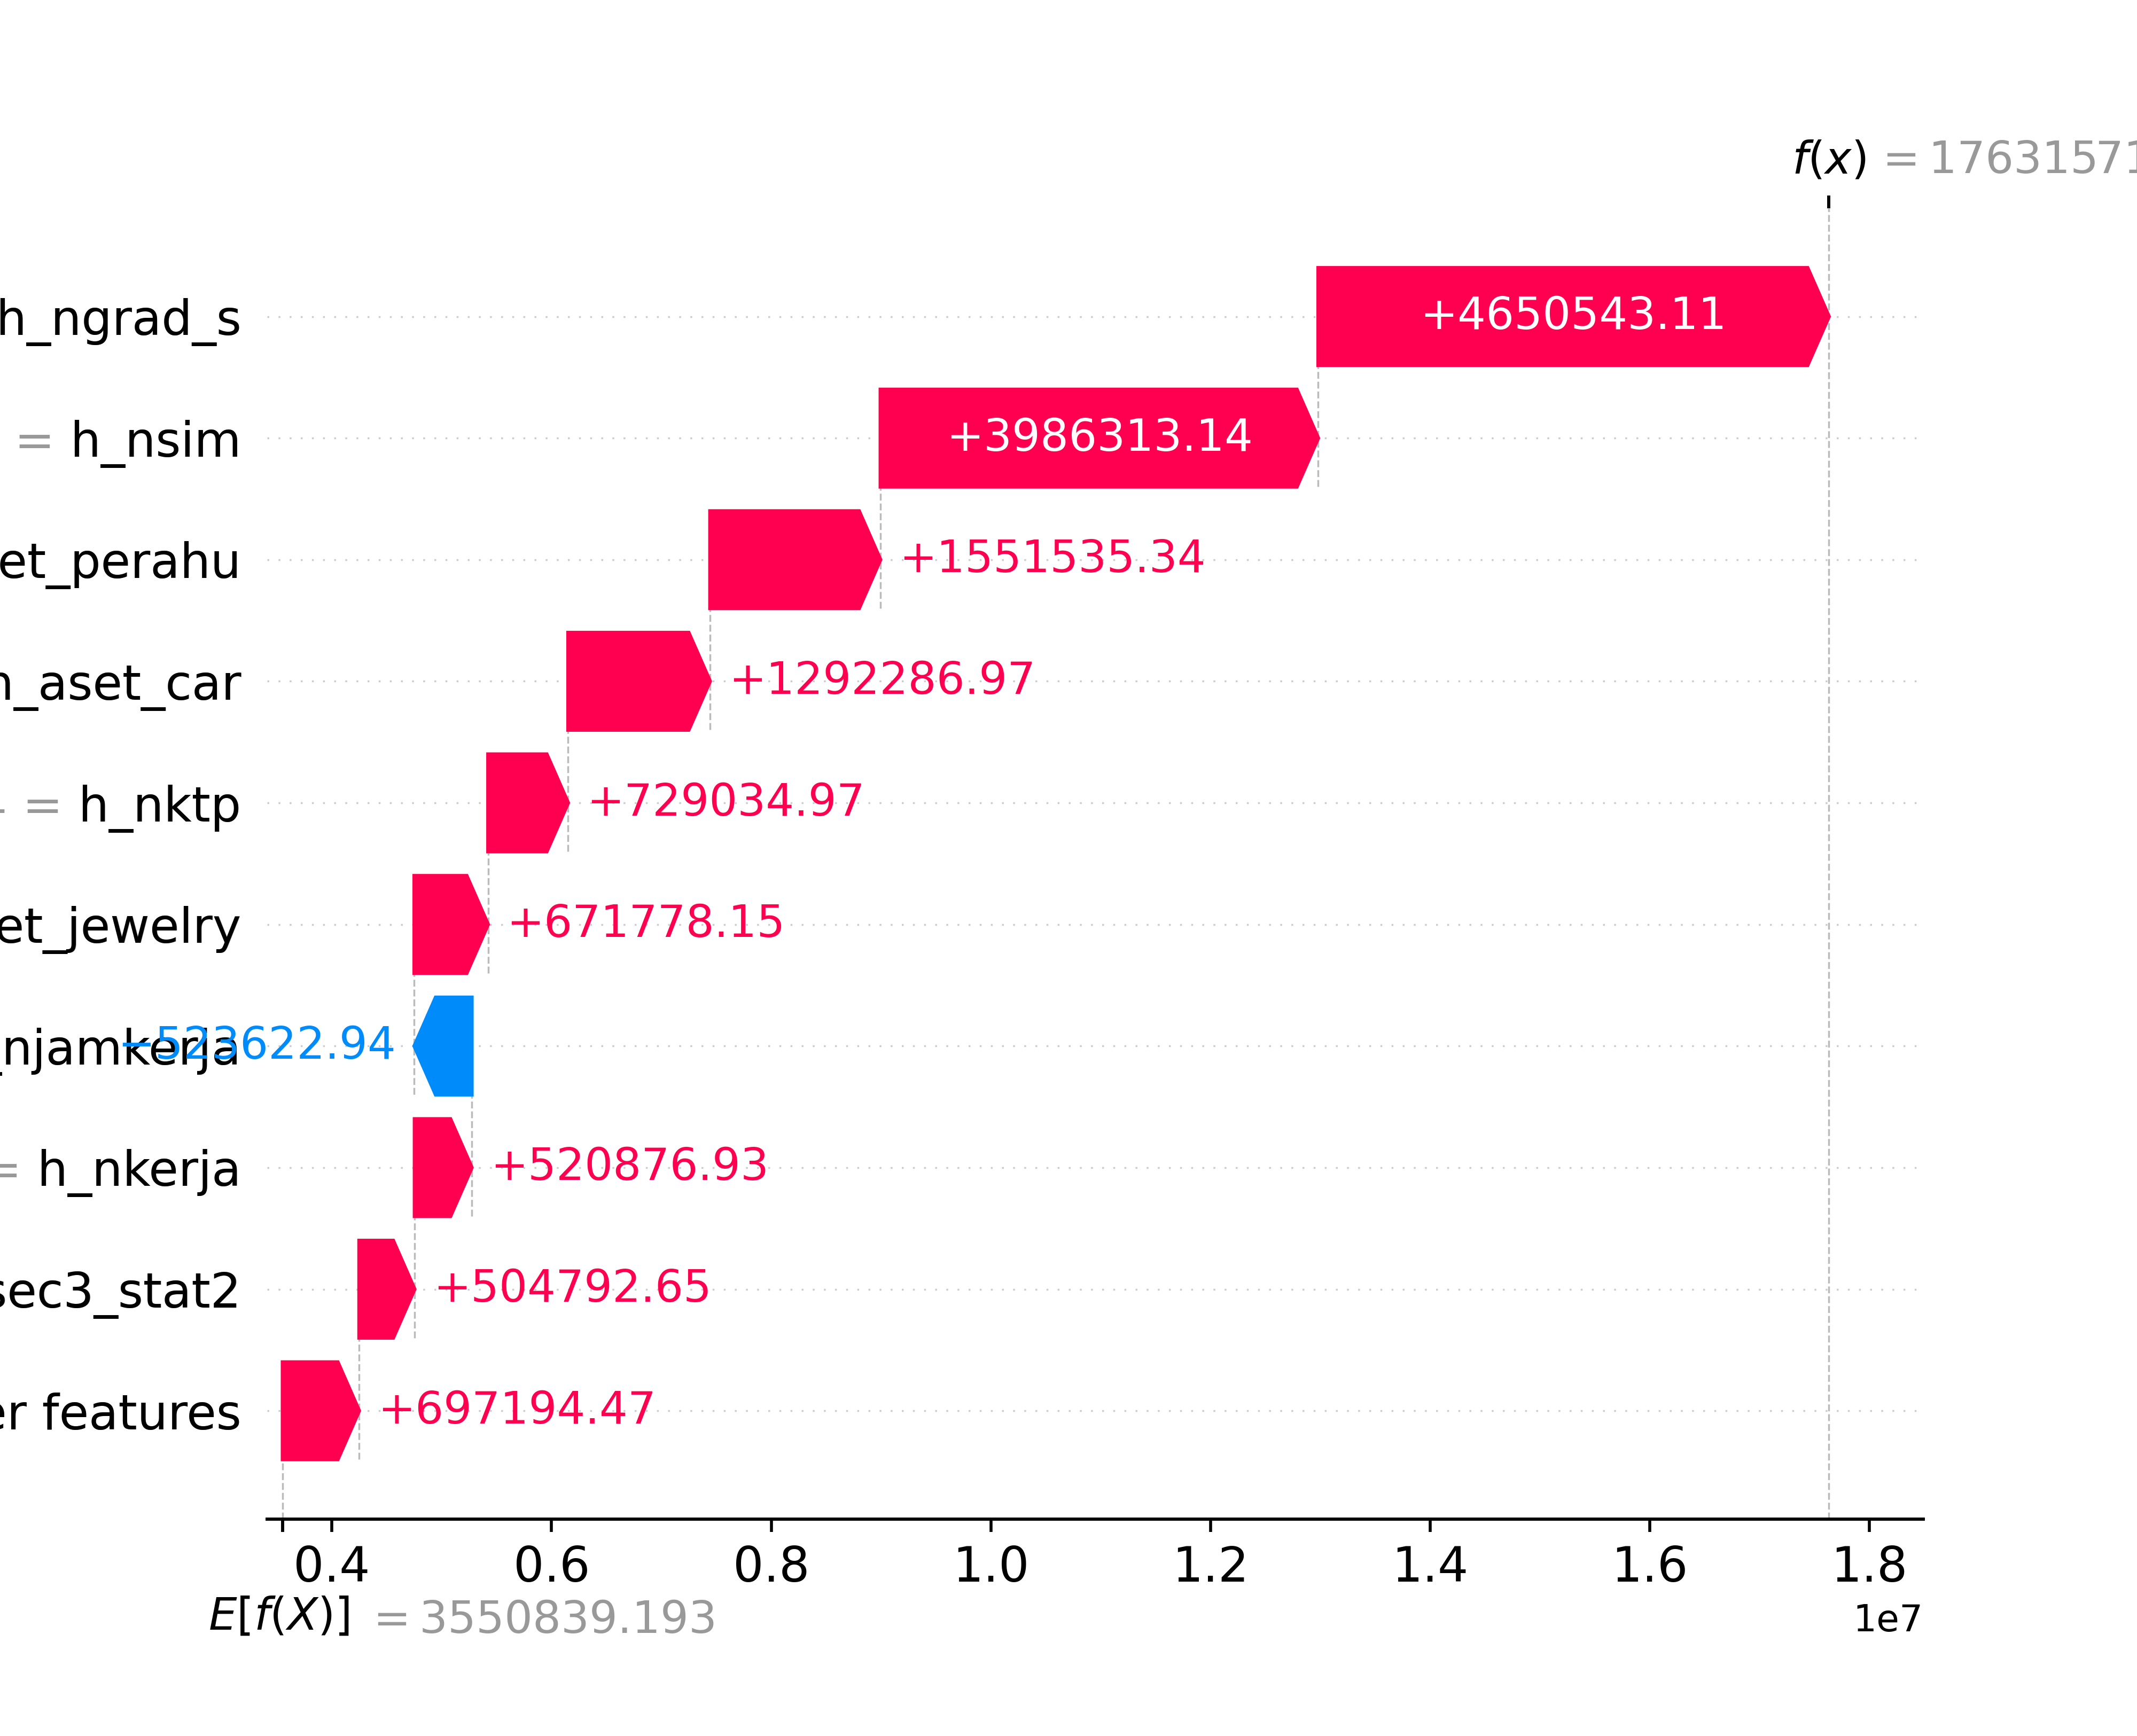 f(x) = 17631571
h_ngrad_s +4650543.11
= h_nsim +3986313.14
et_perahu +1551535.34
_aset_car +1292286.97
= h_nktp +729034.97
et_jewelry +671778.15
_njamkerja −523622.94
= h_nkerja +520876.93
sec3_stat2 +504792.65
er features +697194.47
0.4 0.6 0.8 1.0 1.2 1.4 1.6 1.8
E[f(X)] = 3550839.193
1e7